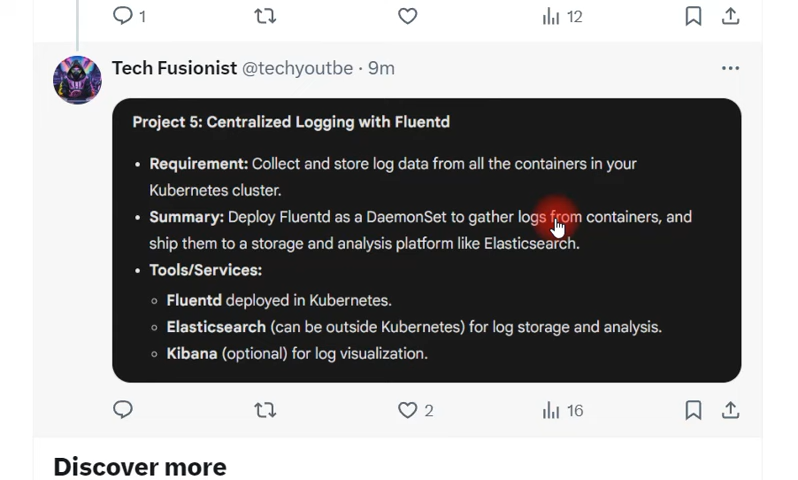 1 12
Tech Fusionist @techyoutbe · 9m
Project 5: Centralized Logging with Fluentd
• Requirement: Collect and store log data from all the containers in your
Kubernetes cluster.
• Summary: Deploy Fluentd as a DaemonSet to gather logs from containers, and
ship them to a storage and analysis platform like Elasticsearch.
• Tools/Services:
◦ Fluentd deployed in Kubernetes.
◦ Elasticsearch (can be outside Kubernetes) for log storage and analysis.
◦ Kibana (optional) for log visualization.
2 16
Discover more